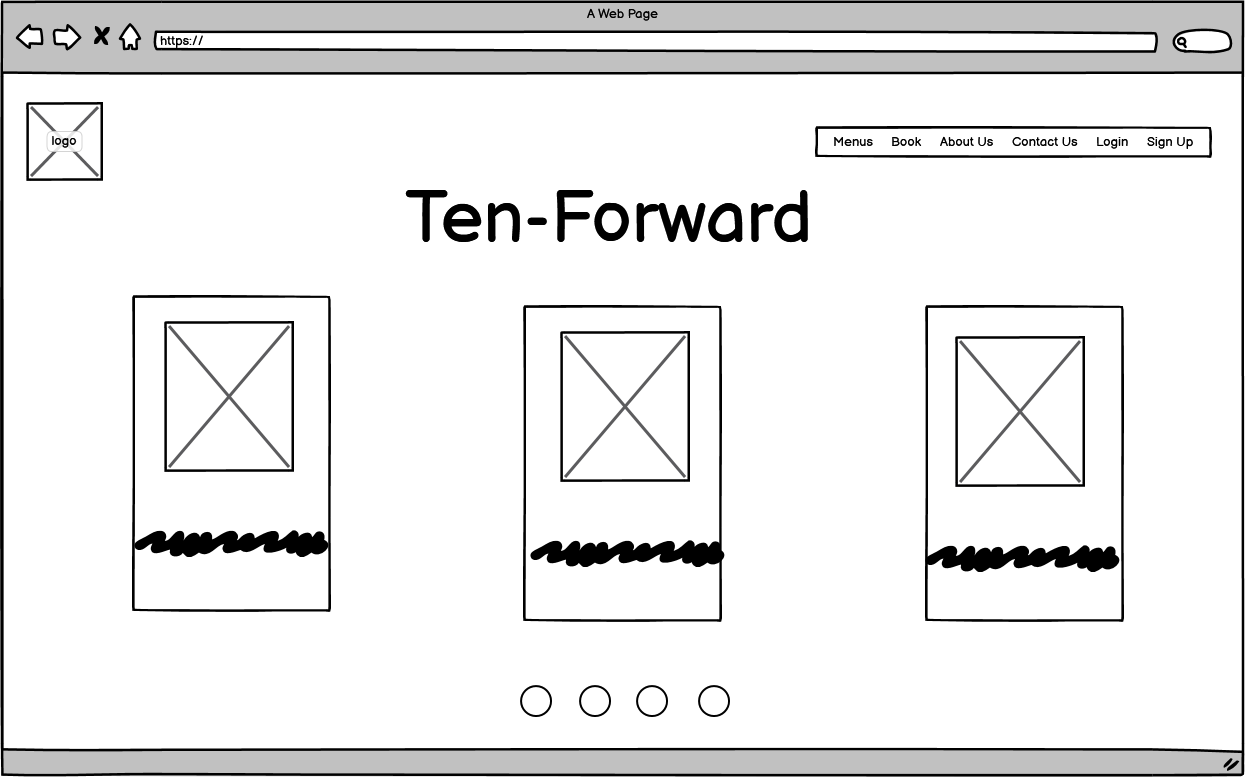 A Web Page
https://
logo
Menus Book About Us Contact Us Login Sign Up
Ten-Forward